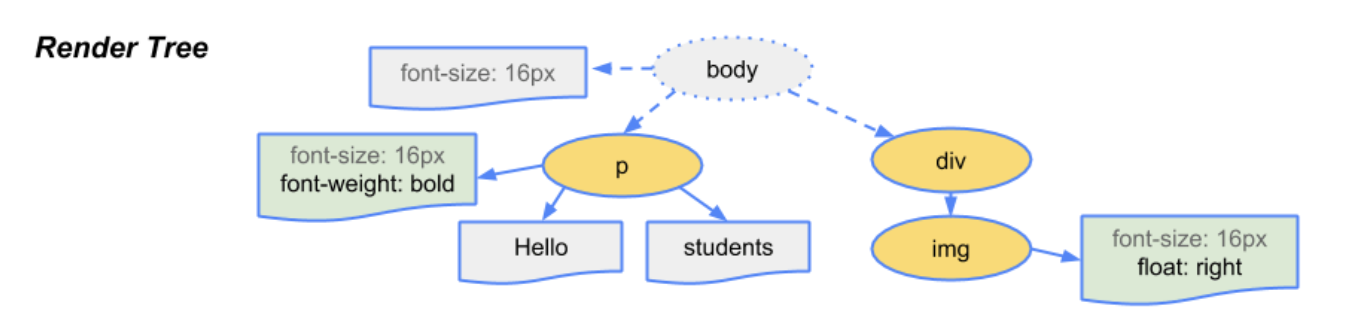 Render Tree
font-size: 16px
body
font-size: 16px
font-weight: bold
p
div
Hello
students
img
font-size: 16px
float: right